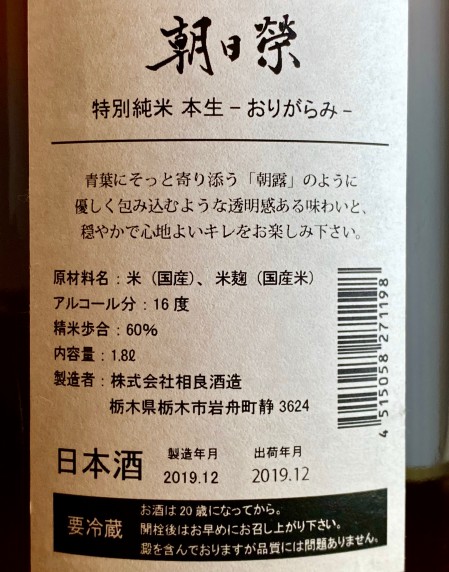 朝日榮
特別純米 本生 – おりがらみ –
青葉にそっと寄り添う「朝露」のように
優しく包み込むような透明感ある味わいと、
穏やかで心地よいキレをお楽しみ下さい。
原材料名：米（国産）、米麹（国産米）
アルコール分：16度
精米歩合：60%
内容量：1.8ℓ
製造者：株式会社相良酒造
栃木県栃木市岩舟町静 3624
4 515058 271198
日本酒 製造年月 出荷年月
2019.12 2019.12
要冷蔵
お酒は20歳になってから。
開栓後はお早めにお召し上がり下さい。
澱を含んでおりますが品質には問題ありません。